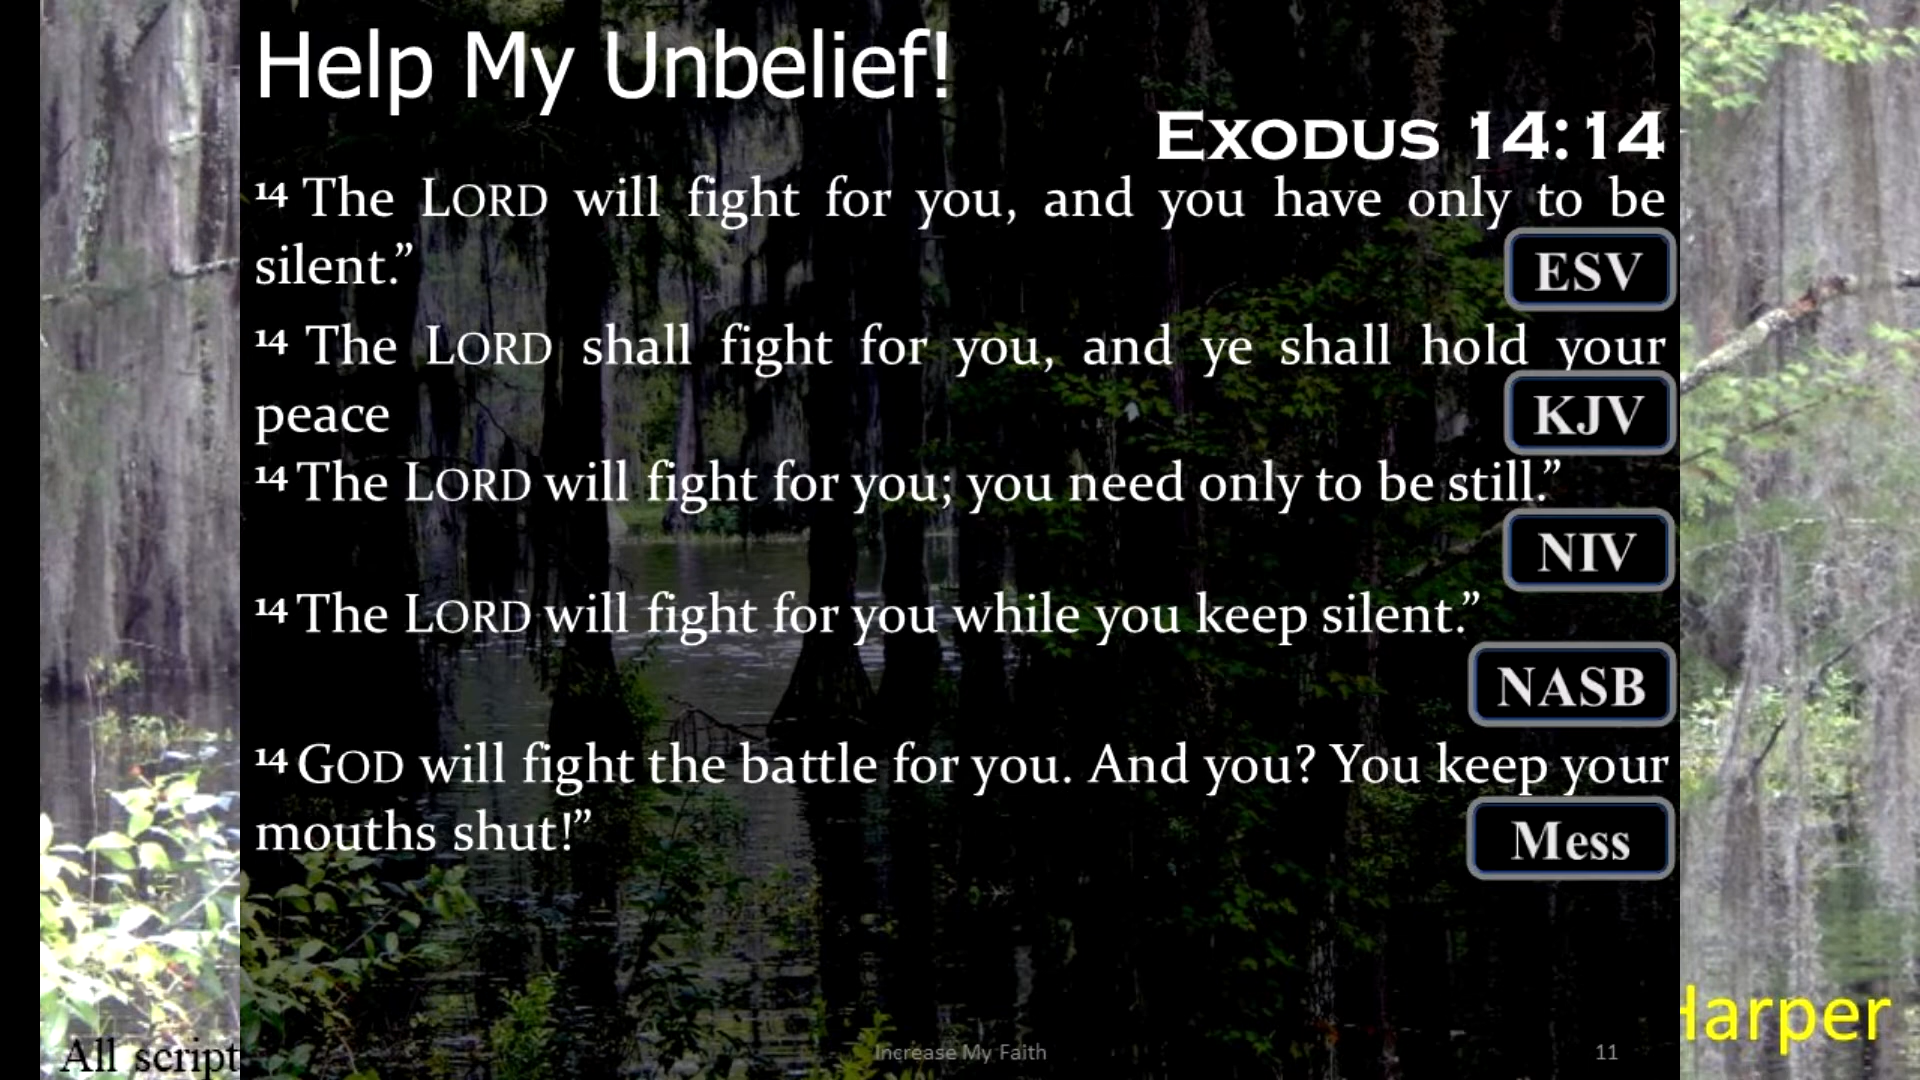 Help My Unbelief!
EXODUS 14:14
¹⁴ The LORD will fight for you, and you have only to be
silent.”
ESV
¹⁴ The LORD shall fight for you, and ye shall hold your
peace
KJV
¹⁴ The LORD will fight for you; you need only to be still.”
NIV
¹⁴ The LORD will fight for you while you keep silent.”
NASB
¹⁴ GOD will fight the battle for you. And you? You keep your
mouths shut!”
Mess
Harper
All script
Increase My Faith
11